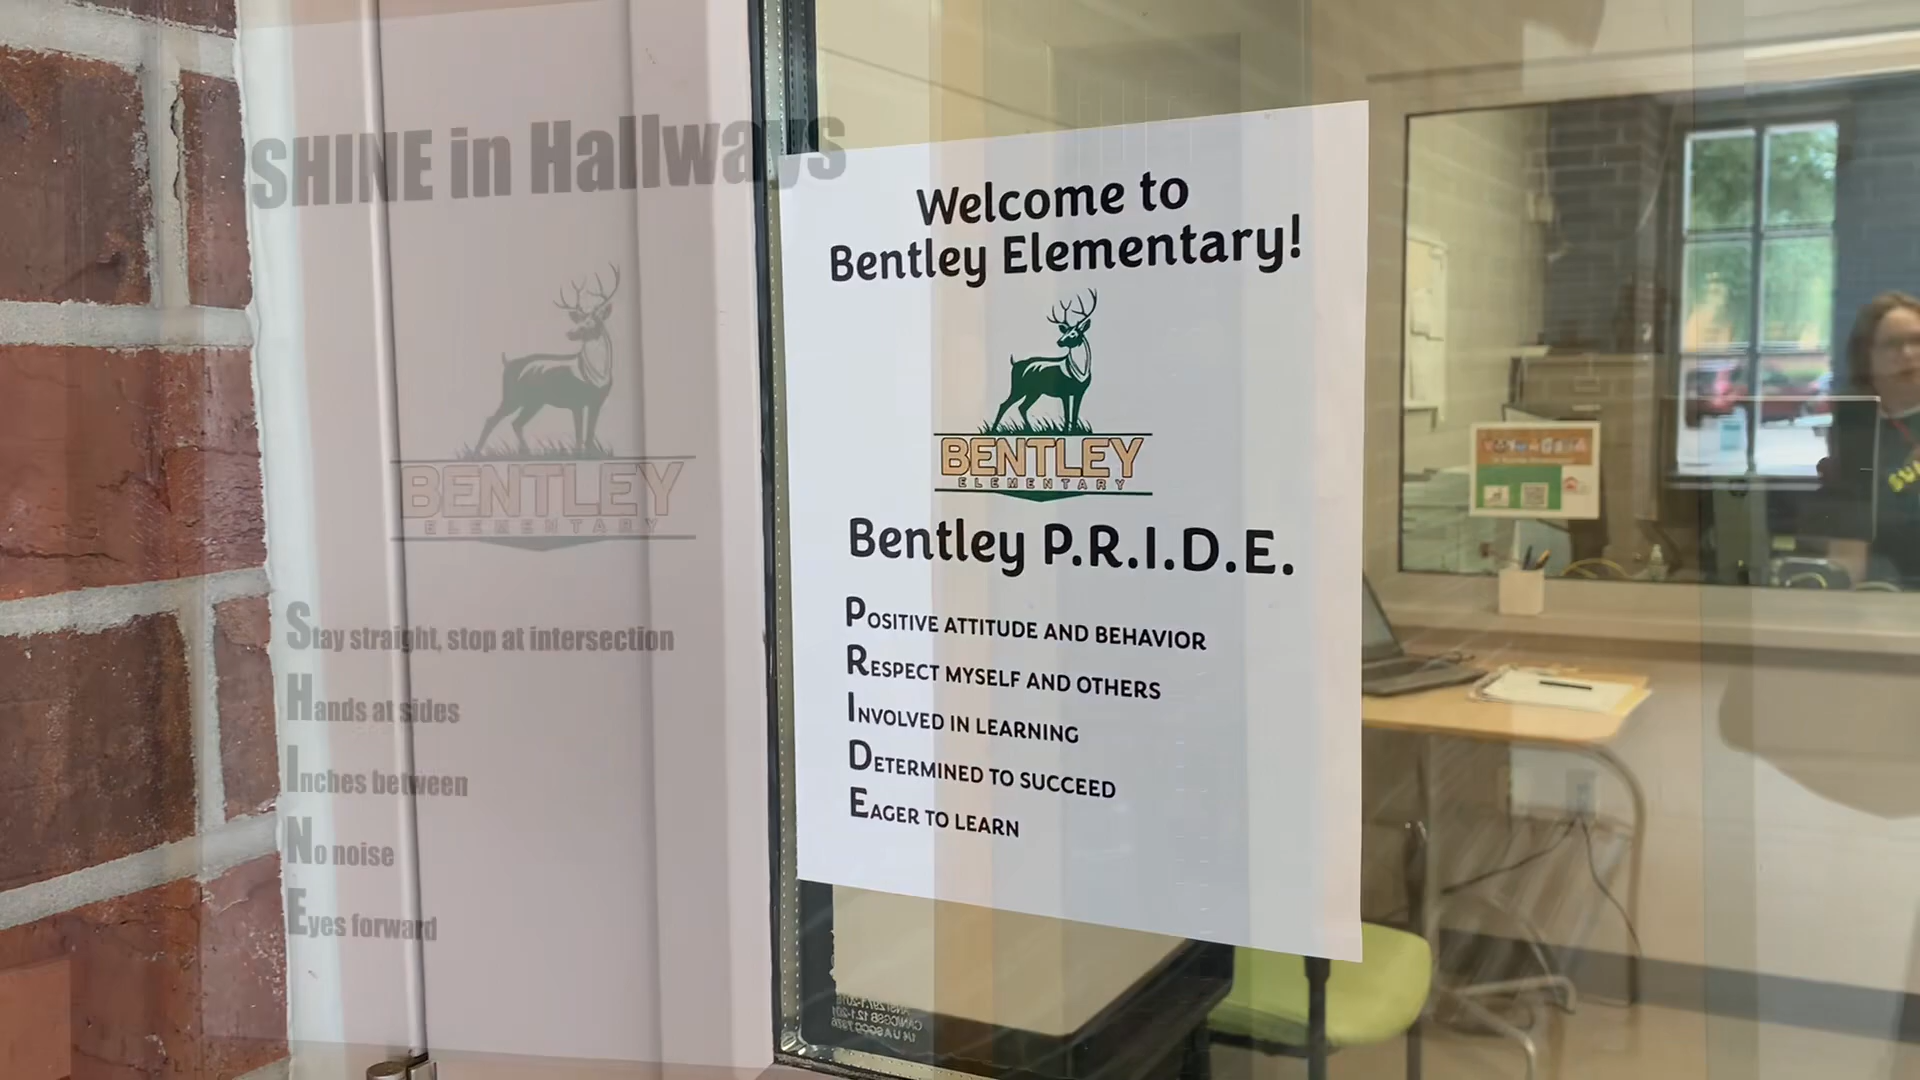 SHINE in Hallways
BENTLEY
ELEMENTARY
Stay straight, stop at intersection
Hands at sides
Inches between
No noise
Eyes forward
Welcome to
Bentley Elementary!
BENTLEY
ELEMENTARY
Bentley P.R.I.D.E.
POSITIVE ATTITUDE AND BEHAVIOR
RESPECT MYSELF AND OTHERS
INVOLVED IN LEARNING
DETERMINED TO SUCCEED
EAGER TO LEARN